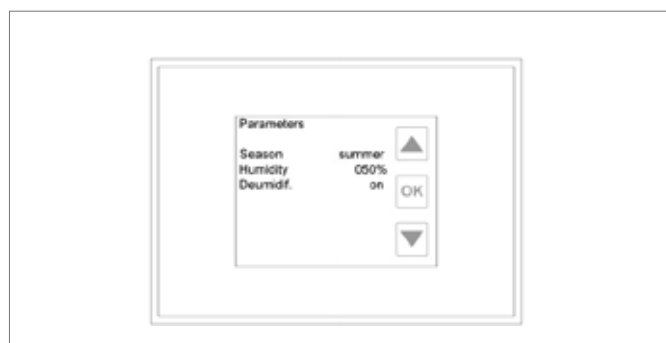 Parameters
Season summer
Humidity 050%
Deumidif. on
OK